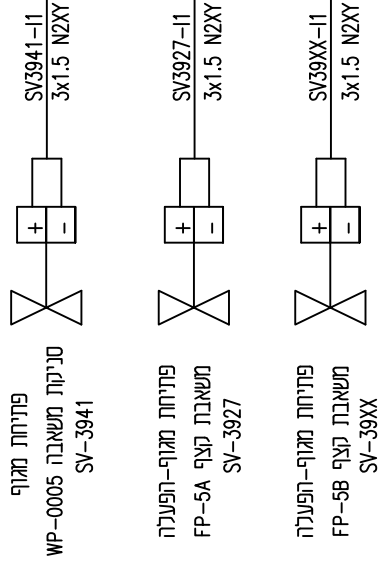 SV3941-I1
3x1.5 N2XY
+
-
פתיחת מגוף
סניקת משאבה WP-0005
SV-3941
SV3927-I1
3x1.5 N2XY
+
-
פתיחת מגוף-הפעלה
משאבת קצף FP-5A
SV-3927
SV39XX-I1
3x1.5 N2XY
+
-
פתיחת מגוף-הפעלה
משאבת קצף FP-5B
SV-39XX